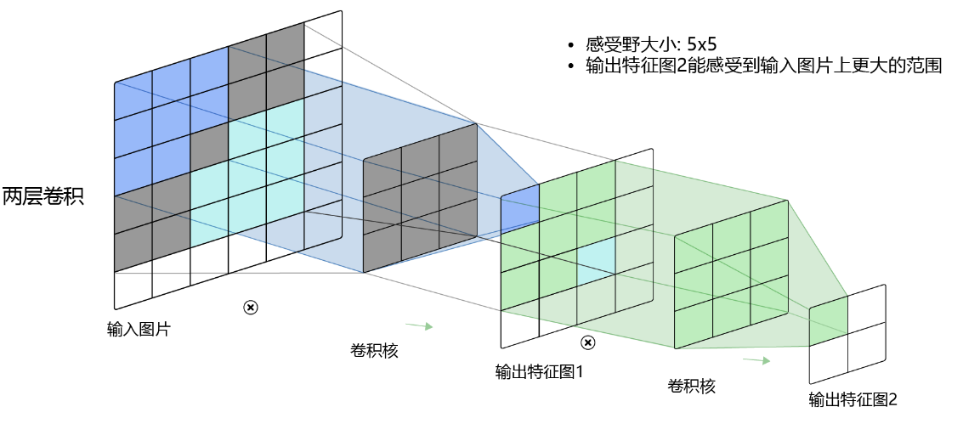 • 感受野大小: 5x5
• 输出特征图2能感受到输入图片上更大的范围
两层卷积
输入图片
卷积核
输出特征图1
卷积核
输出特征图2